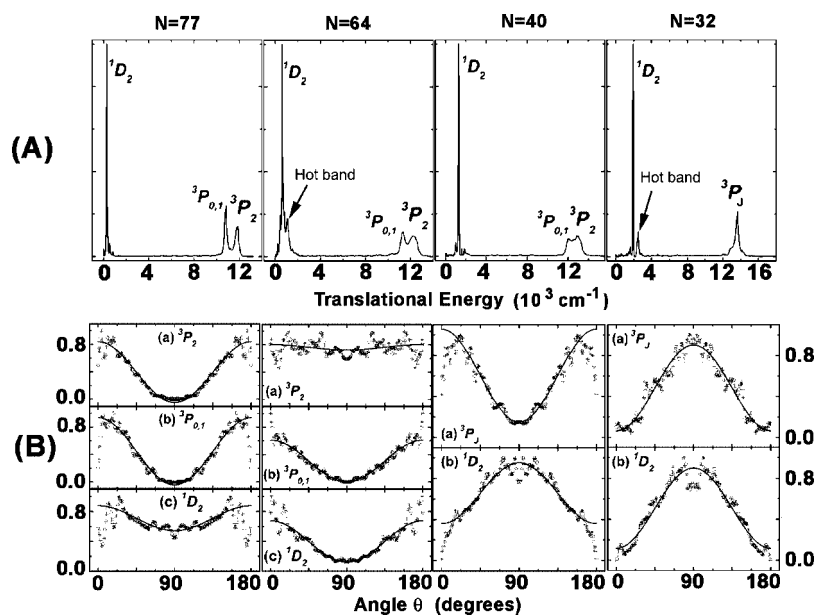 N=77 N=64 N=40 N=32
(A)
¹D₂ ¹D₂ ¹D₂ ¹D₂
Hot band Hot band
³P₀,₁ ³P₂ ³P₀,₁ ³P₂ ³P₀,₁ ³P₂ ³PJ
0 4 8 12 0 4 8 12 0 4 8 12 0 4 8 12 16
Translational Energy (10³ cm⁻¹)
(B)
0.8 (a) ³P₂ (a) ³PJ 0.8
0.0 (a) ³P₂ 0.0
0.8 (b) ³P₀,₁ (a) ³PJ
0.0 (b) ³P₀,₁ (b) ¹D₂ (b) ¹D₂ 0.8
0.8 (c) ¹D₂
0.0 (c) ¹D₂ 0.0
0 90 180 0 90 180 0 90 180 0 90 180
Angle θ (degrees)